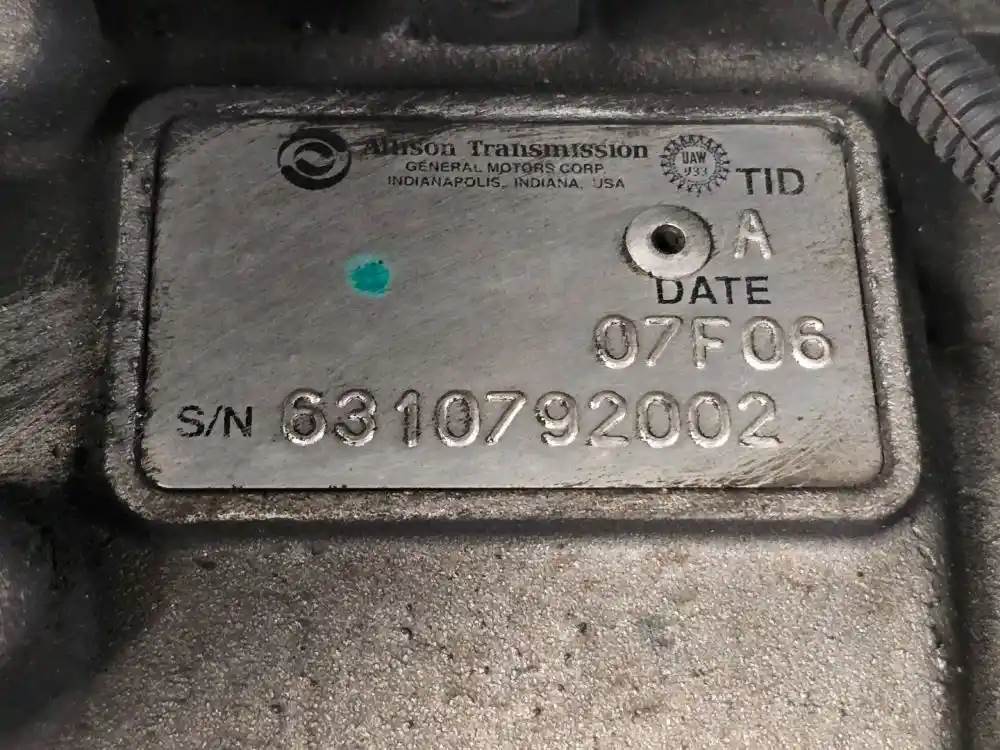 Allison Transmission
GENERAL MOTORS CORP.
INDIANAPOLIS, INDIANA, USA
UAW
933
TID
A
DATE
07F06
S/N 6310792002